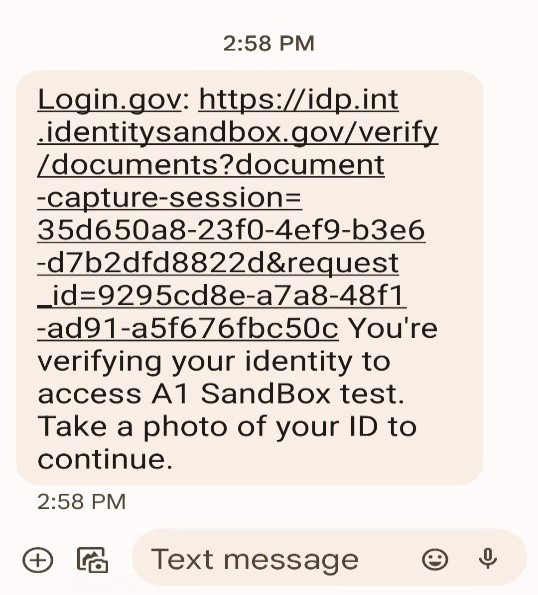 2:58 PM
Login.gov: https://idp.int
.identitysandbox.gov/verify
/documents?document
-capture-session=
35d650a8-23f0-4ef9-b3e6
-d7b2dfd8822d&request
_id=9295cd8e-a7a8-48f1
-ad91-a5f676fbc50c You're
verifying your identity to
access A1 SandBox test.
Take a photo of your ID to
continue.
2:58 PM
Text message